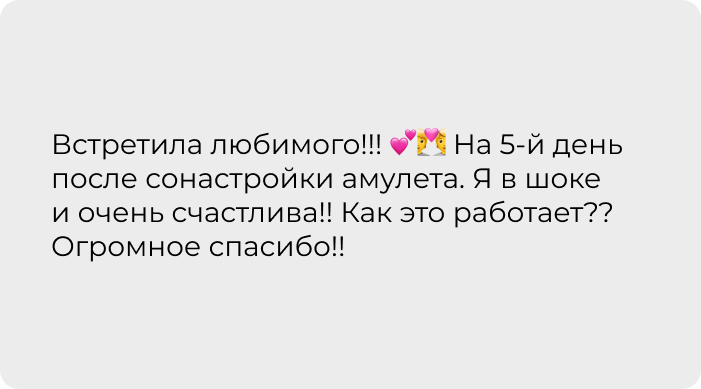 Встретила любимого!!! 💕👩‍❤️‍👨 На 5-й день
после сонастройки амулета. Я в шоке
и очень счастлива!! Как это работает??
Огромное спасибо!!